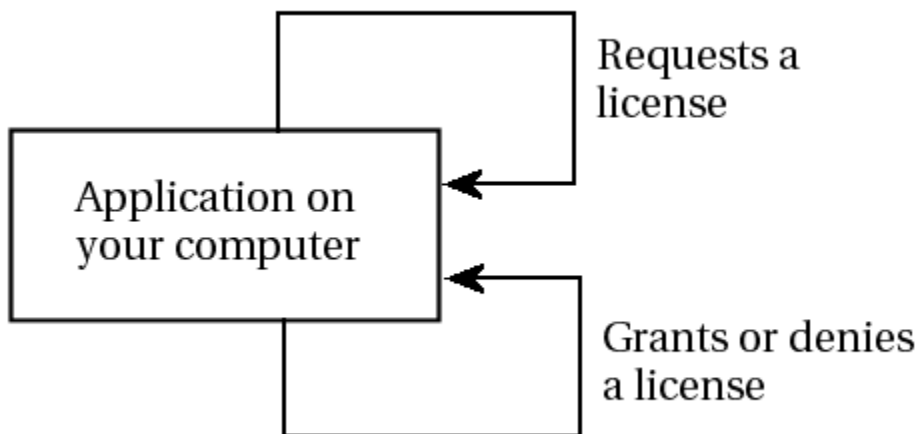 Requests a
license
Application on
your computer
Grants or denies
a license